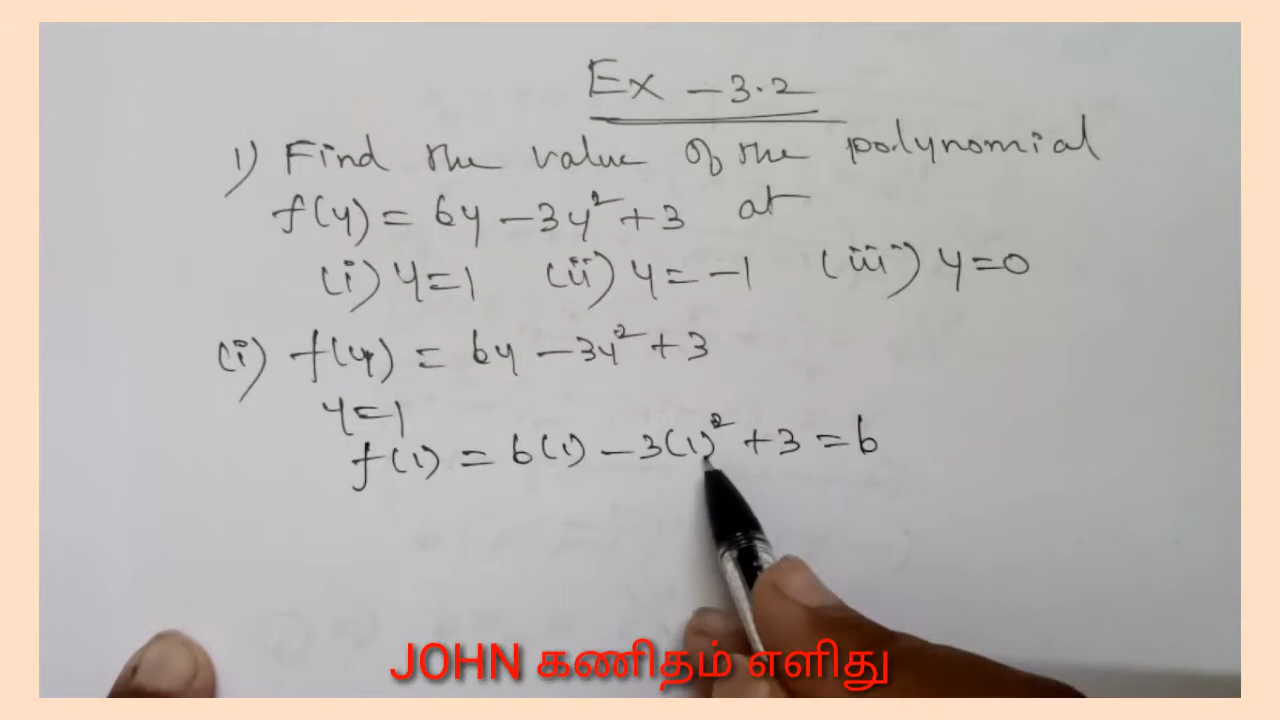 Ex - 3.2
1) Find the value of the polynomial
f(y) = 6y - 3y² + 3 at
(i) y=1 (ii) y = -1 (iii) y=0
(i) f(y) = 6y - 3y² + 3
y=1
f(1) = 6(1) - 3(1)² + 3 = 6
JOHN கணிதம் எளிது